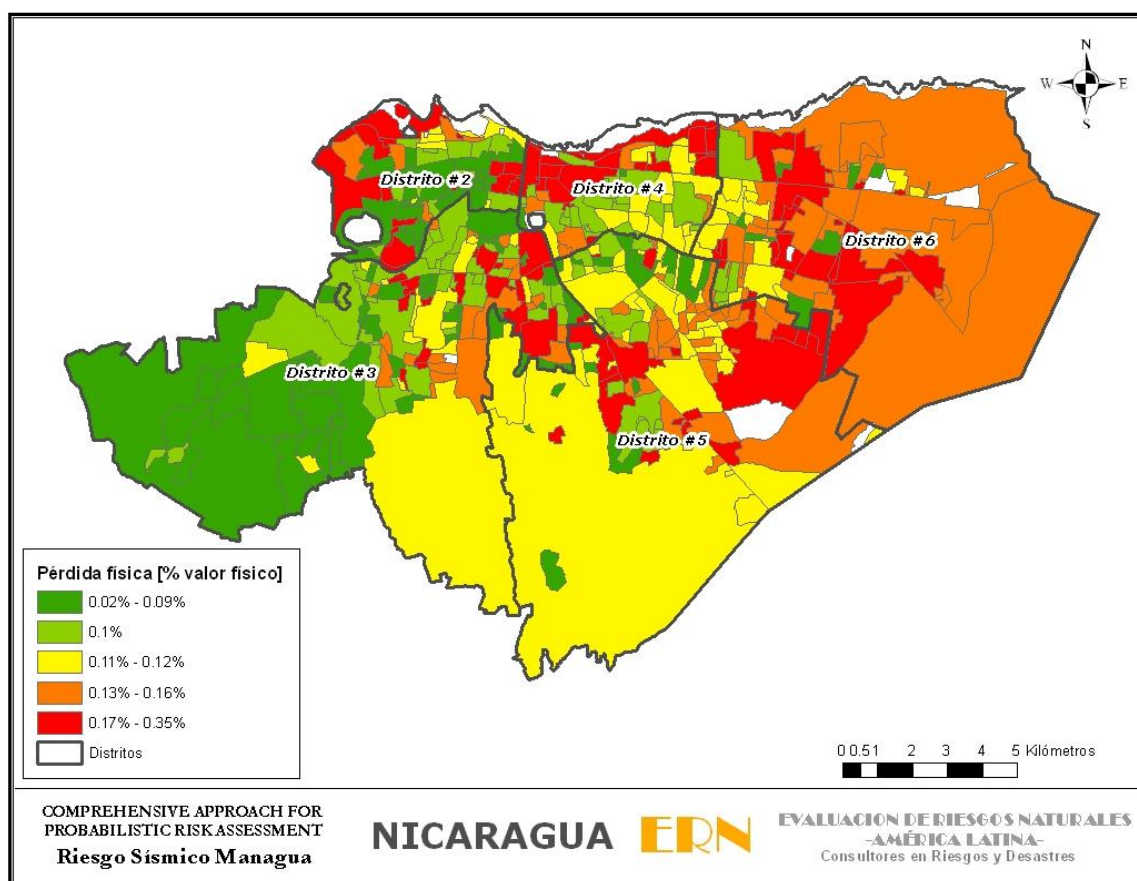 N
W E
S
Distrito #2
Distrito #4
Distrito #6
Distrito #3
Distrito #5
Pérdida física [% valor físico]
0.02% - 0.09%
0.1%
0.11% - 0.12%
0.13% - 0.16%
0.17% - 0.35%
Distritos
0 0.5 1 2 3 4 5 Kilómetros
COMPREHENSIVE APPROACH FOR
PROBABILISTIC RISK ASSESSMENT
Riesgo Sísmico Managua
NICARAGUA
ERN
EVALUACION DE RIESGOS NATURALES
-AMÉRICA LATINA-
Consultores en Riesgos y Desastres